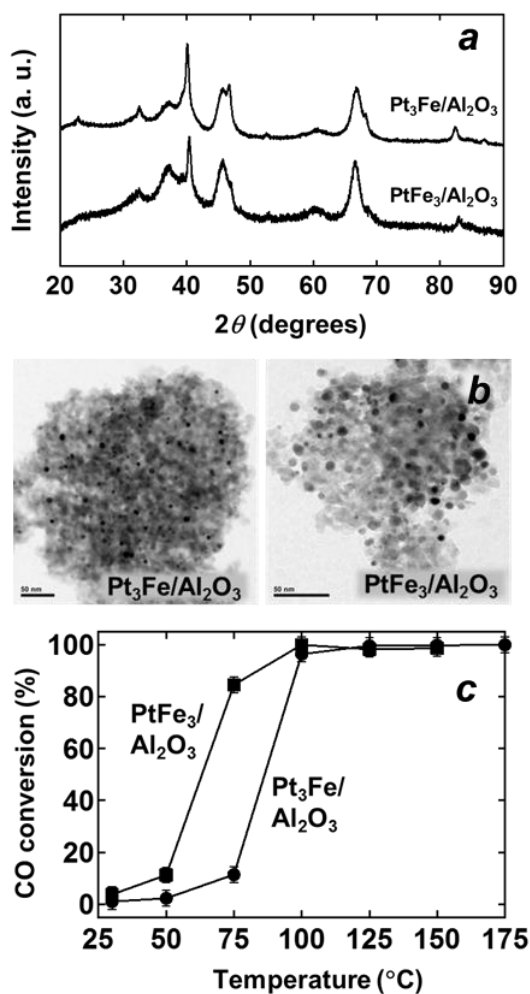 a
Intensity (a. u.)
Pt₃Fe/Al₂O₃
PtFe₃/Al₂O₃
20 30 40 50 60 70 80 90
2θ (degrees)
b
50 nm
Pt₃Fe/Al₂O₃
50 nm
PtFe₃/Al₂O₃
c
CO conversion (%)
100
80
60
40
20
0
PtFe₃/
Al₂O₃
Pt₃Fe/
Al₂O₃
25 50 75 100 125 150 175
Temperature (°C)